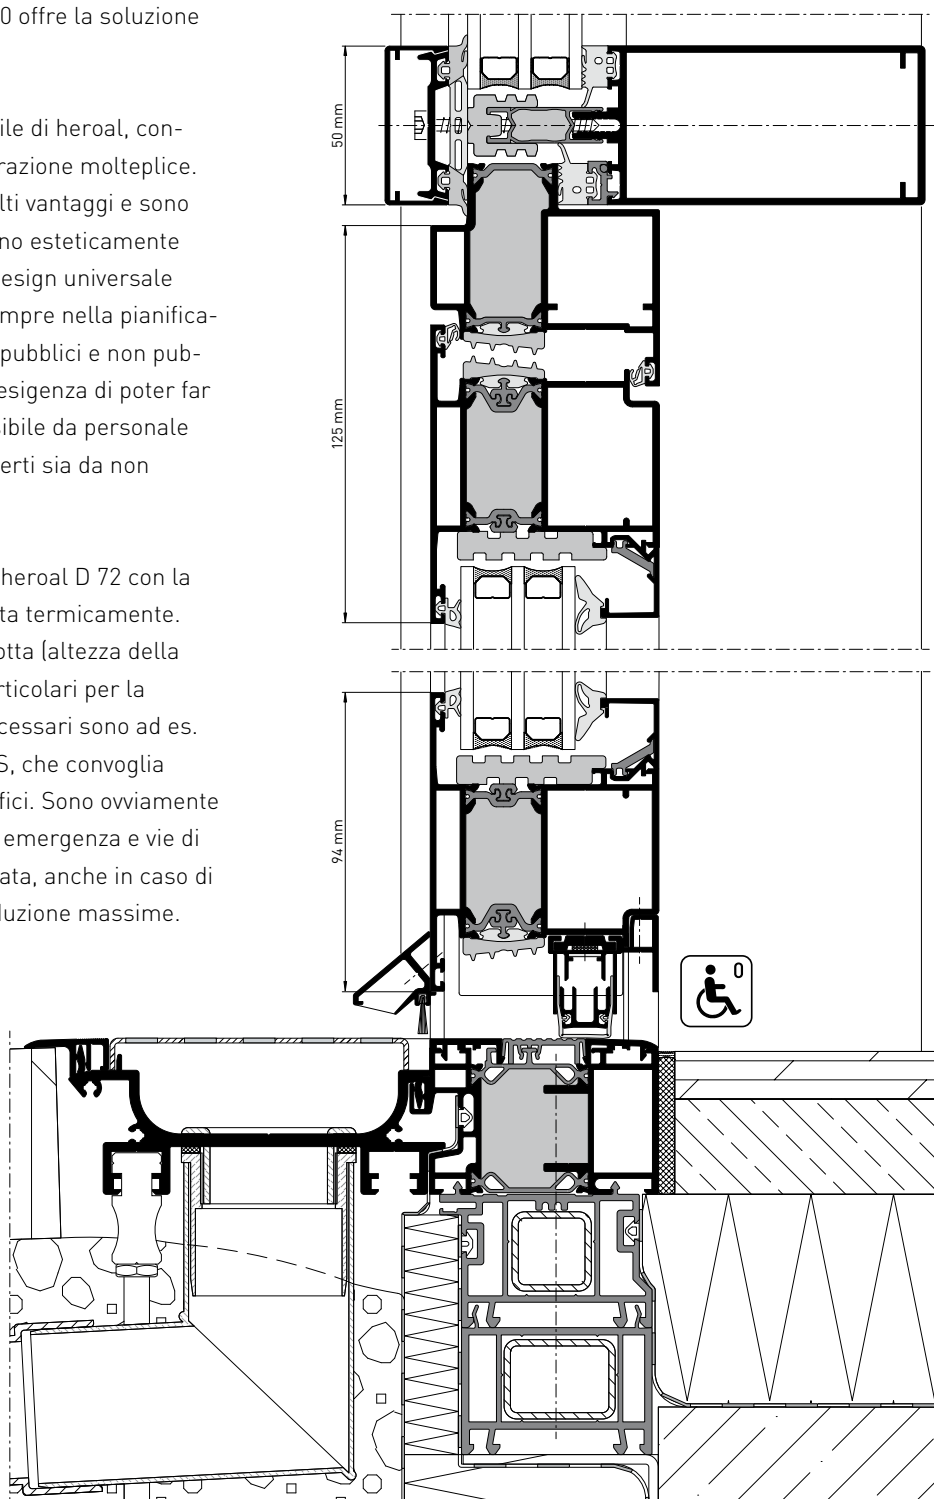 0 offre la soluzione
ile di heroal, con-
razione molteplice.
lti vantaggi e sono
no esteticamente
esign universale
mpre nella pianifica-
pubblici e non pub-
esigenza di poter far
sibile da personale
erti sia da non
heroal D 72 con la
ta termicamente.
otta (altezza della
rticolari per la
cessari sono ad es.
S, che convoglia
fici. Sono ovviamente
emergenza e vie di
ata, anche in caso di
duzione massime.
50 mm
125 mm
94 mm
0